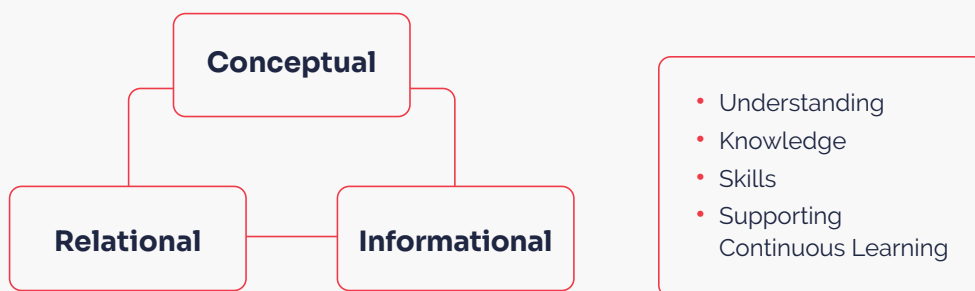 Conceptual
Relational
Informational
• Understanding
• Knowledge
• Skills
• Supporting
Continuous Learning